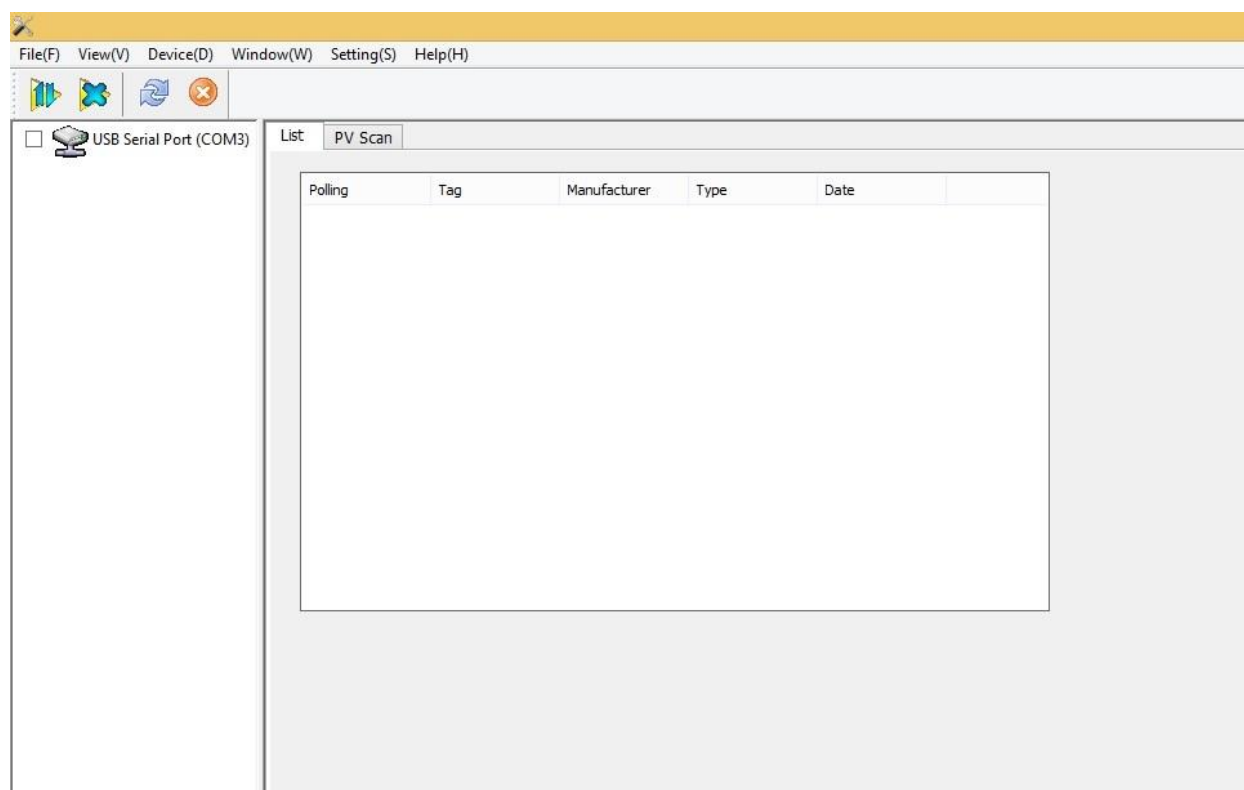 File(F) View(V) Device(D) Window(W) Setting(S) Help(H)
USB Serial Port (COM3)
List PV Scan
Polling Tag Manufacturer Type Date